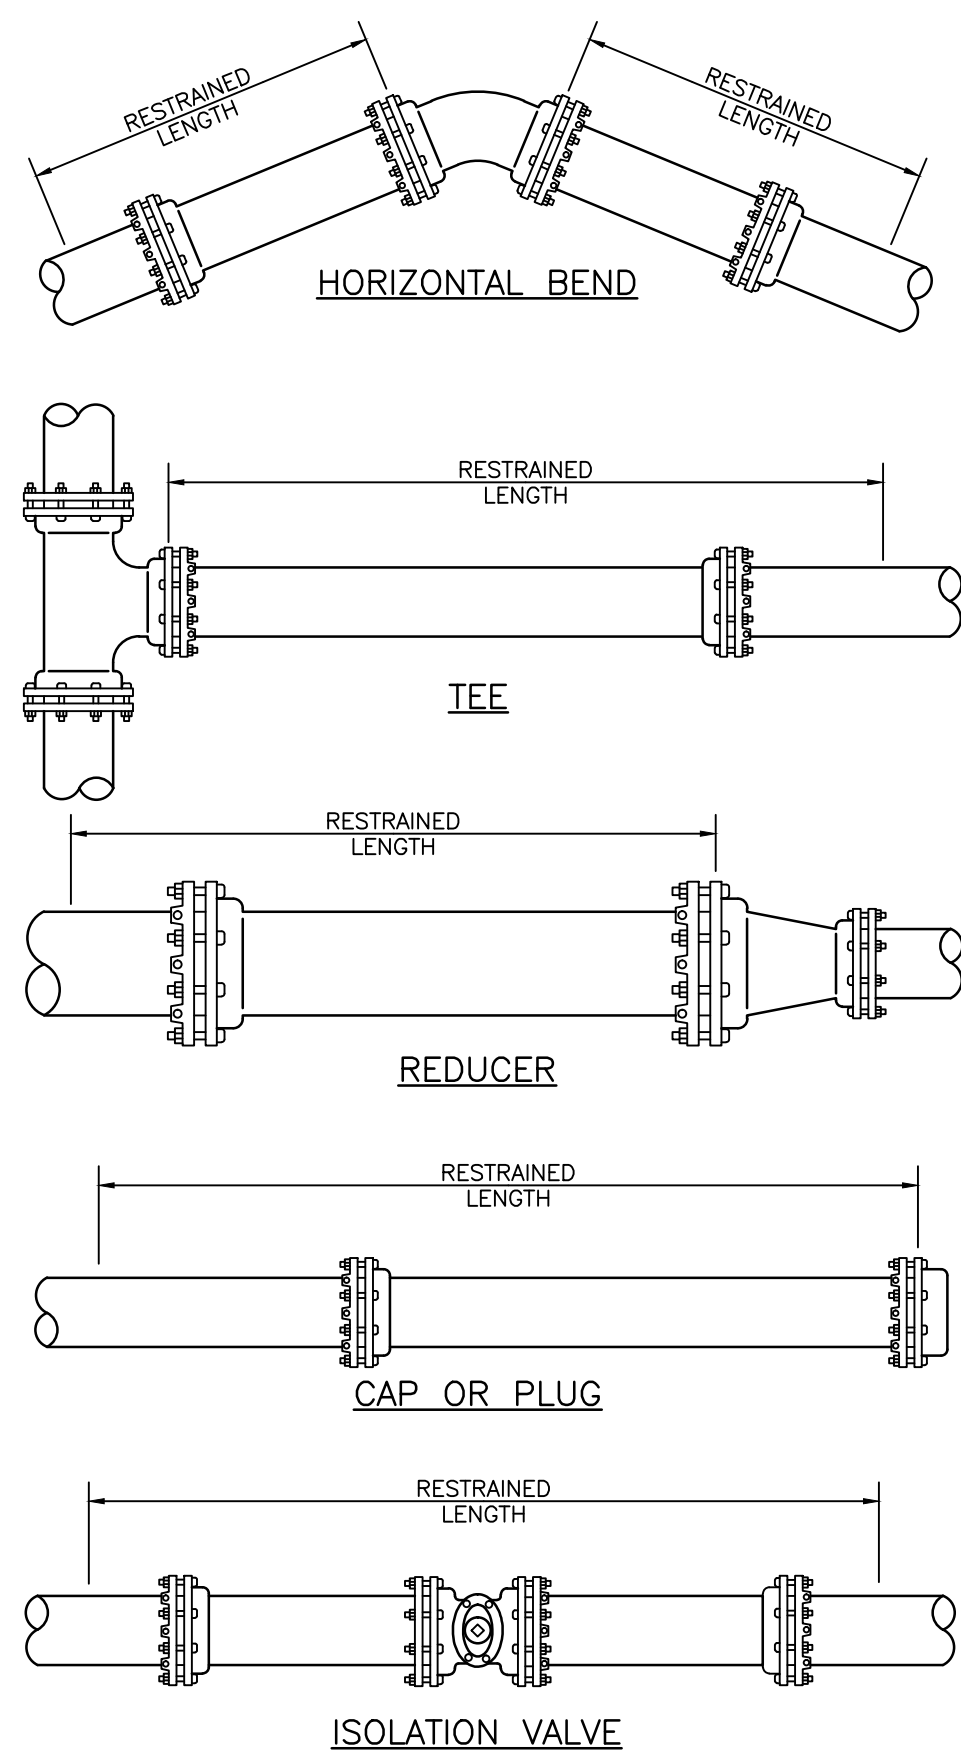 RESTRAINED
LENGTH
RESTRAINED
LENGTH
HORIZONTAL BEND
RESTRAINED
LENGTH
TEE
RESTRAINED
LENGTH
REDUCER
RESTRAINED
LENGTH
CAP OR PLUG
RESTRAINED
LENGTH
ISOLATION VALVE